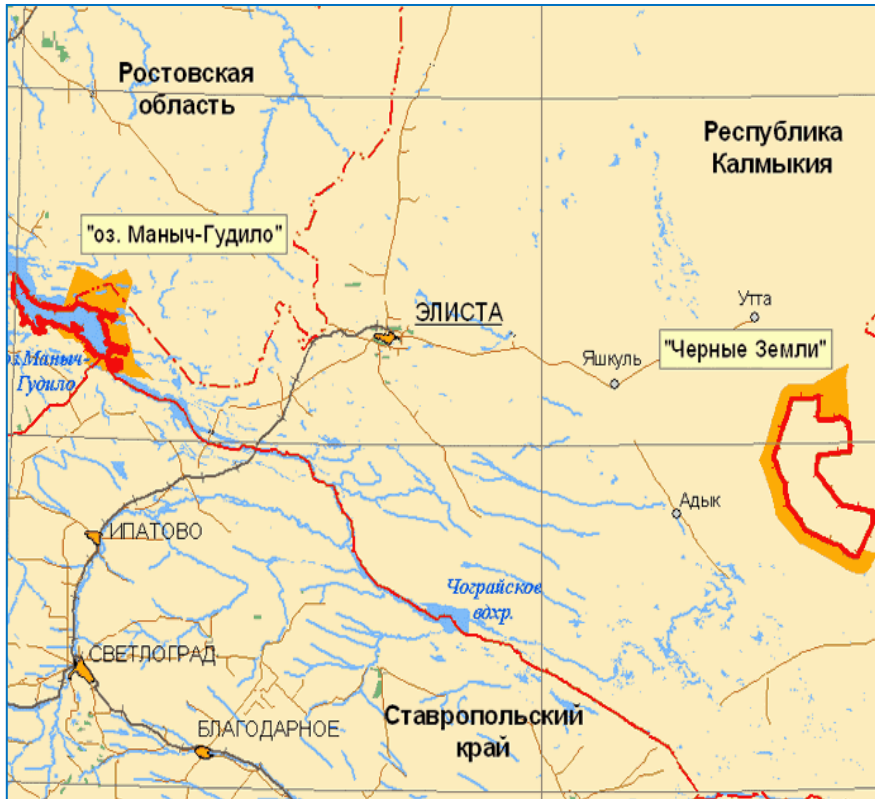 Ростовская
область
Республика
Калмыкия
"оз. Маныч-Гудило"
Утта
ЭЛИСТА
"Черные Земли"
Яшкуль
оз.Маныч-
Гудило
Адык
ИПАТОВО
Чограйское
вдхр.
СВЕТЛОГРАД
Ставропольский
край
БЛАГОДАРНОЕ